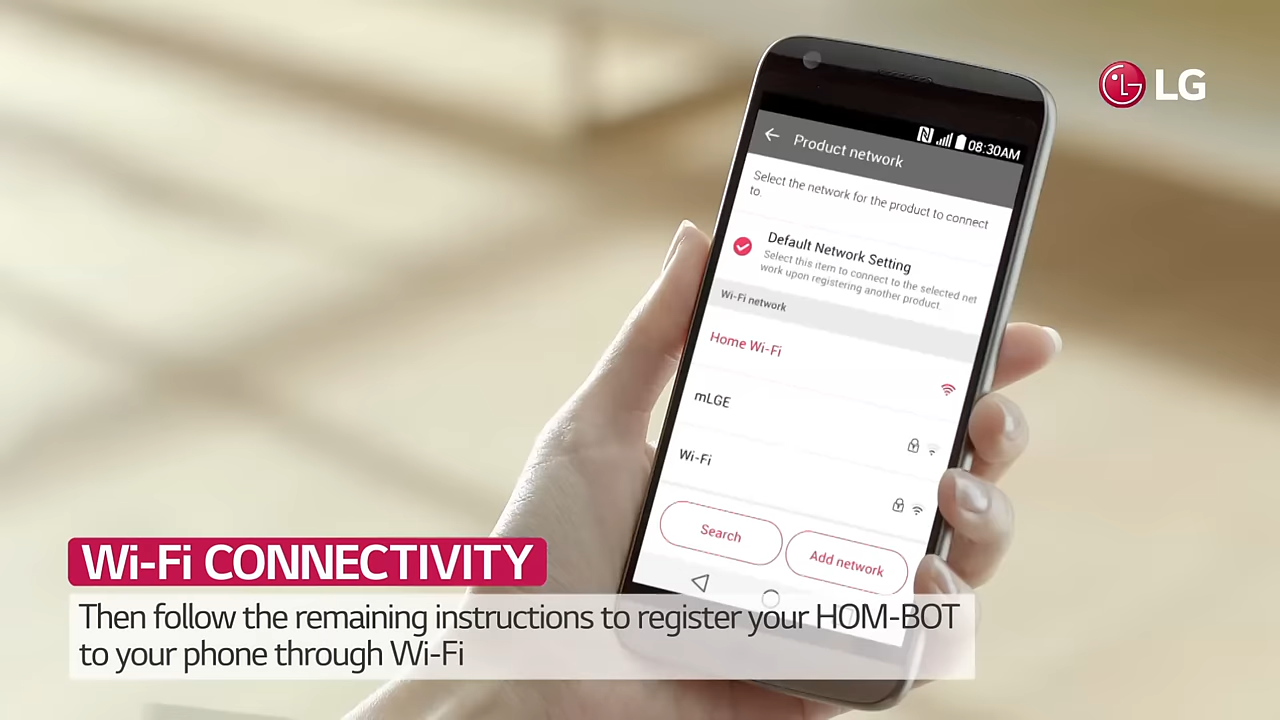 LG
08:30AM
Product network
Select the network for the product to connect
to.
Default Network Setting
Select this item to connect to the selected net
work upon registering another product.
Wi-Fi network
Home Wi-Fi
mLGE
Wi-Fi
Search
Add network
Wi-Fi CONNECTIVITY
Then follow the remaining instructions to register your HOM-BOT
to your phone through Wi-Fi